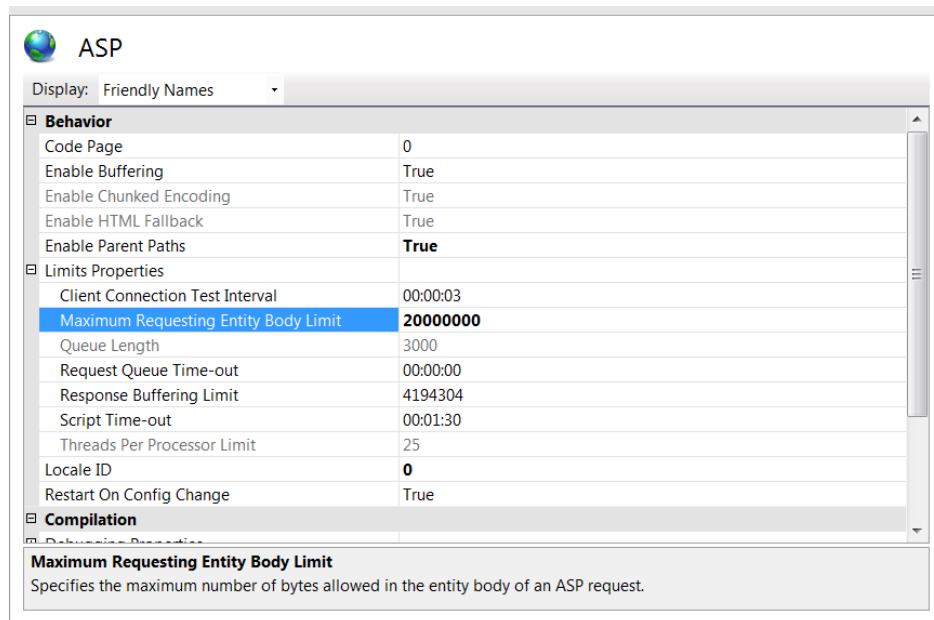 ASP
Display: Friendly Names
Behavior
Code Page 0
Enable Buffering True
Enable Chunked Encoding True
Enable HTML Fallback True
Enable Parent Paths True
Limits Properties
Client Connection Test Interval 00:00:03
Maximum Requesting Entity Body Limit 20000000
Queue Length 3000
Request Queue Time-out 00:00:00
Response Buffering Limit 4194304
Script Time-out 00:01:30
Threads Per Processor Limit 25
Locale ID 0
Restart On Config Change True
Compilation
Debugging Properties
Maximum Requesting Entity Body Limit
Specifies the maximum number of bytes allowed in the entity body of an ASP request.